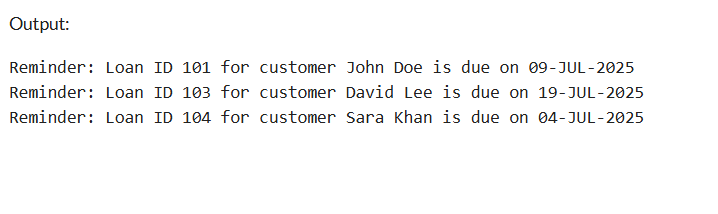 Output:
Reminder: Loan ID 101 for customer John Doe is due on 09-JUL-2025
Reminder: Loan ID 103 for customer David Lee is due on 19-JUL-2025
Reminder: Loan ID 104 for customer Sara Khan is due on 04-JUL-2025